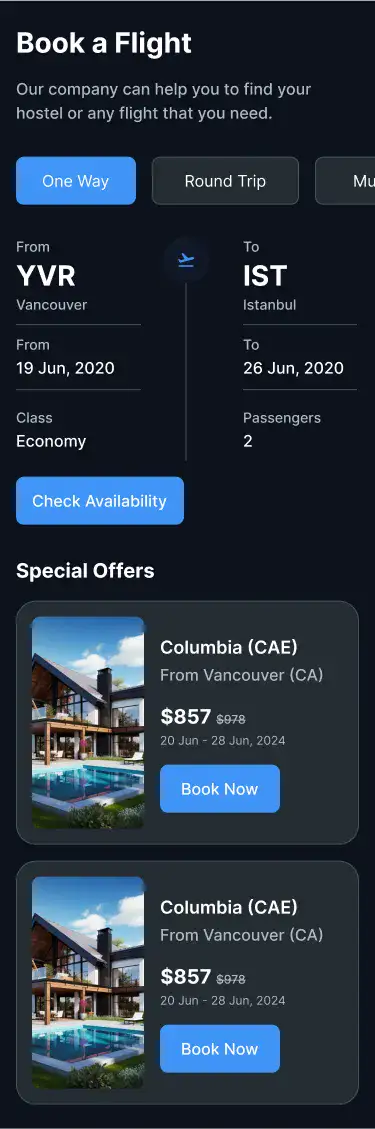 Book a Flight
Our company can help you to find your
hostel or any flight that you need.
One Way
Round Trip
Mu
From
YVR
Vancouver
To
IST
Istanbul
From
19 Jun, 2020
To
26 Jun, 2020
Class
Economy
Passengers
2
Check Availability
Special Offers
Columbia (CAE)
From Vancouver (CA)
$857 $978
20 Jun - 28 Jun, 2024
Book Now
Columbia (CAE)
From Vancouver (CA)
$857 $978
20 Jun - 28 Jun, 2024
Book Now